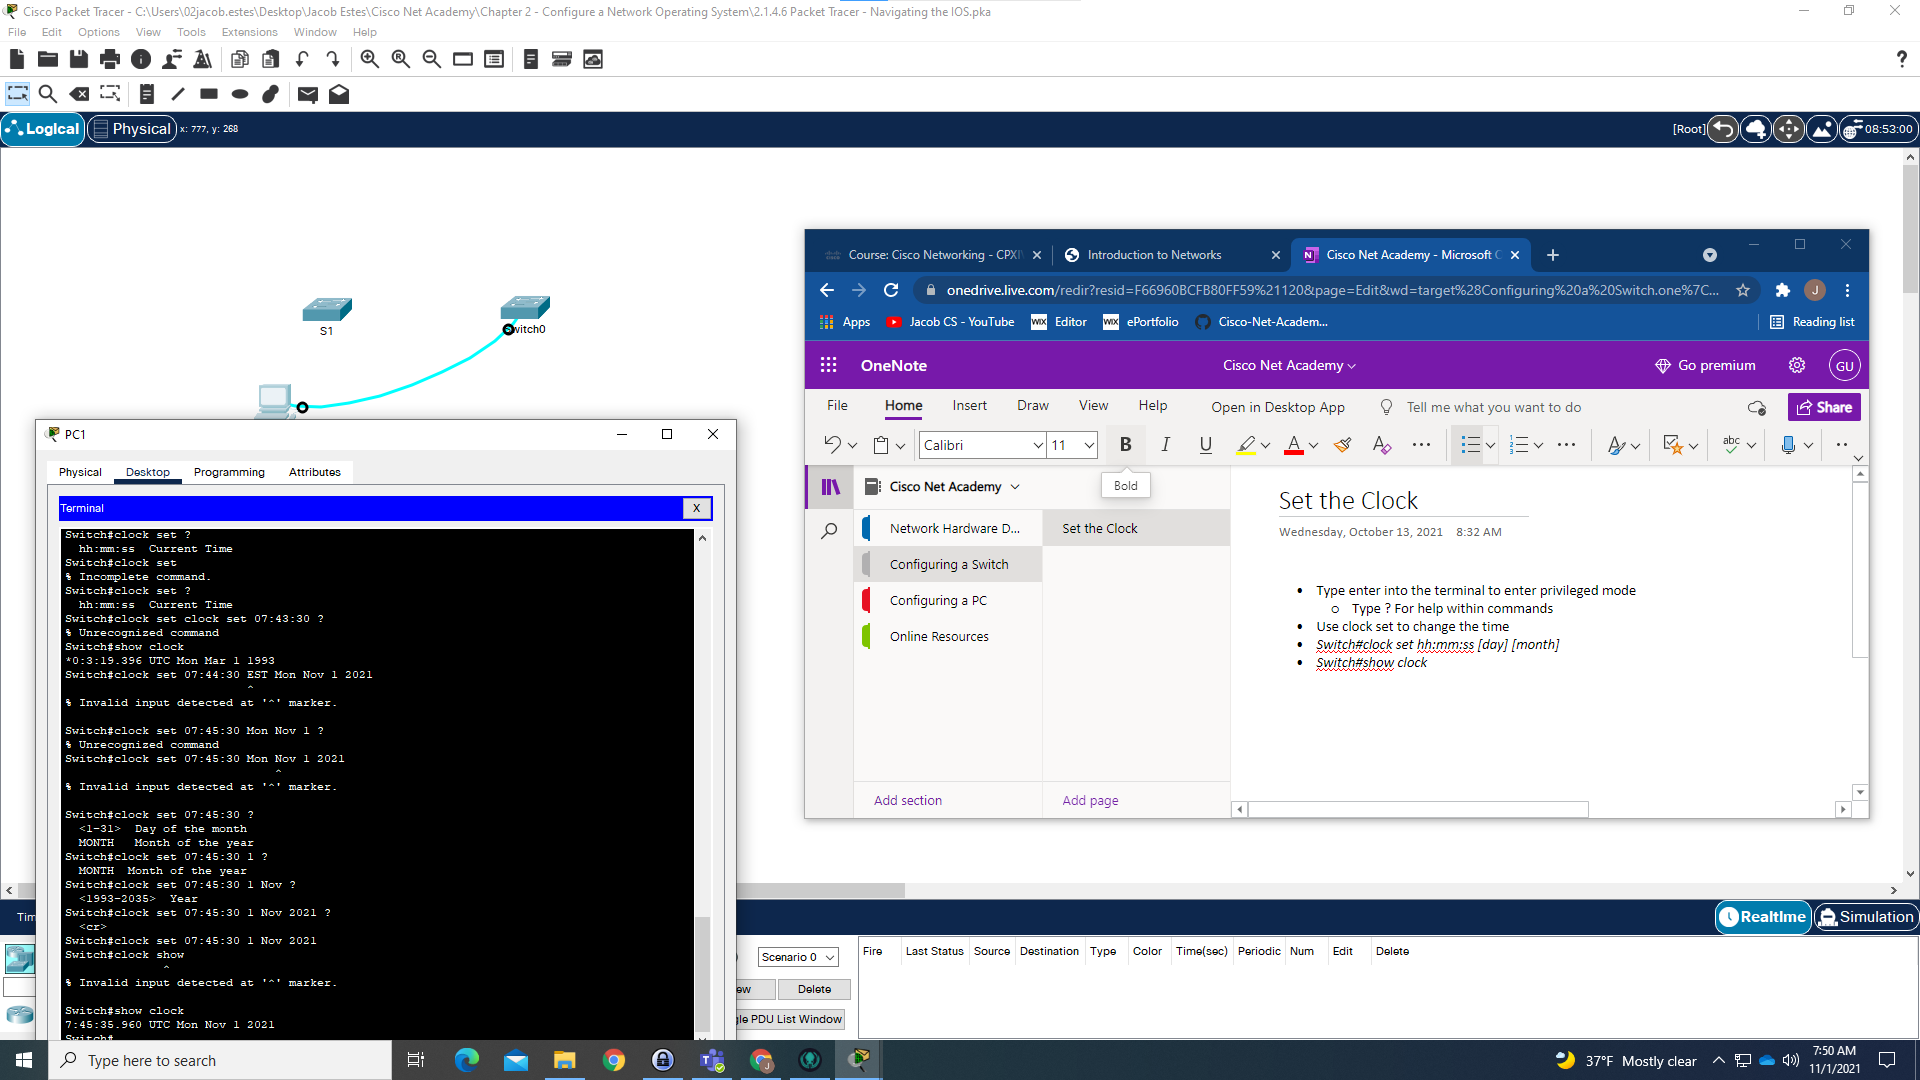 Cisco Packet Tracer - C:\Users\02jacob.estes\Desktop\Jacob Estes\Cisco Net Academy\Chapter 2 - Configure a Network Operating System\2.1.4.6 Packet Tracer - Navigating the IOS.pka
File Edit Options View Tools Extensions Window Help
Logical Physical x: 777, y: 268 [Root] 08:53:00
S1
Switch0
Course: Cisco Networking - CPXI
Introduction to Networks
Cisco Net Academy - Microsoft
onedrive.live.com/redir?resid=F66960BCFB80FF59%21120&page=Edit&wd=target%28Configuring%20a%20Switch.one%7C...
J
Apps Jacob CS - YouTube WIX Editor WIX ePortfolio Cisco-Net-Academ... Reading list
OneNote Cisco Net Academy Go premium GU
File Home Insert Draw View Help Open in Desktop App Tell me what you want to do Share
Calibri 11 B I U A A abc
Bold
Cisco Net Academy
Network Hardware D...
Configuring a Switch
Configuring a PC
Online Resources
Set the Clock
Add section
Add page
Set the Clock
Wednesday, October 13, 2021 8:32 AM
• Type enter into the terminal to enter privileged mode
o Type ? For help within commands
• Use clock set to change the time
• Switch#clock set hh:mm:ss [day] [month]
• Switch#show clock
PC1
Physical Desktop Programming Attributes
Terminal X
Switch#clock set ?
hh:mm:ss Current Time
Switch#clock set
% Incomplete command.
Switch#clock set ?
hh:mm:ss Current Time
Switch#clock set clock set 07:43:30 ?
% Unrecognized command
Switch#show clock
*0:3:19.396 UTC Mon Mar 1 1993
Switch#clock set 07:44:30 EST Mon Nov 1 2021
^
% Invalid input detected at '^' marker.
Switch#clock set 07:45:30 Mon Nov 1 ?
% Unrecognized command
Switch#clock set 07:45:30 Mon Nov 1 2021
^
% Invalid input detected at '^' marker.
Switch#clock set 07:45:30 ?
<1-31> Day of the month
MONTH Month of the year
Switch#clock set 07:45:30 1 ?
MONTH Month of the year
Switch#clock set 07:45:30 1 Nov ?
<1993-2035> Year
Switch#clock set 07:45:30 1 Nov 2021 ?
<cr>
Switch#clock set 07:45:30 1 Nov 2021
Switch#clock show
^
% Invalid input detected at '^' marker.
Switch#show clock
7:45:35.960 UTC Mon Nov 1 2021
Switch#
Tim
Realtime Simulation
Scenario 0
ew Delete
gle PDU List Window
Fire Last Status Source Destination Type Color Time(sec) Periodic Num Edit Delete
Type here to search
37°F Mostly clear
7:50 AM
11/1/2021